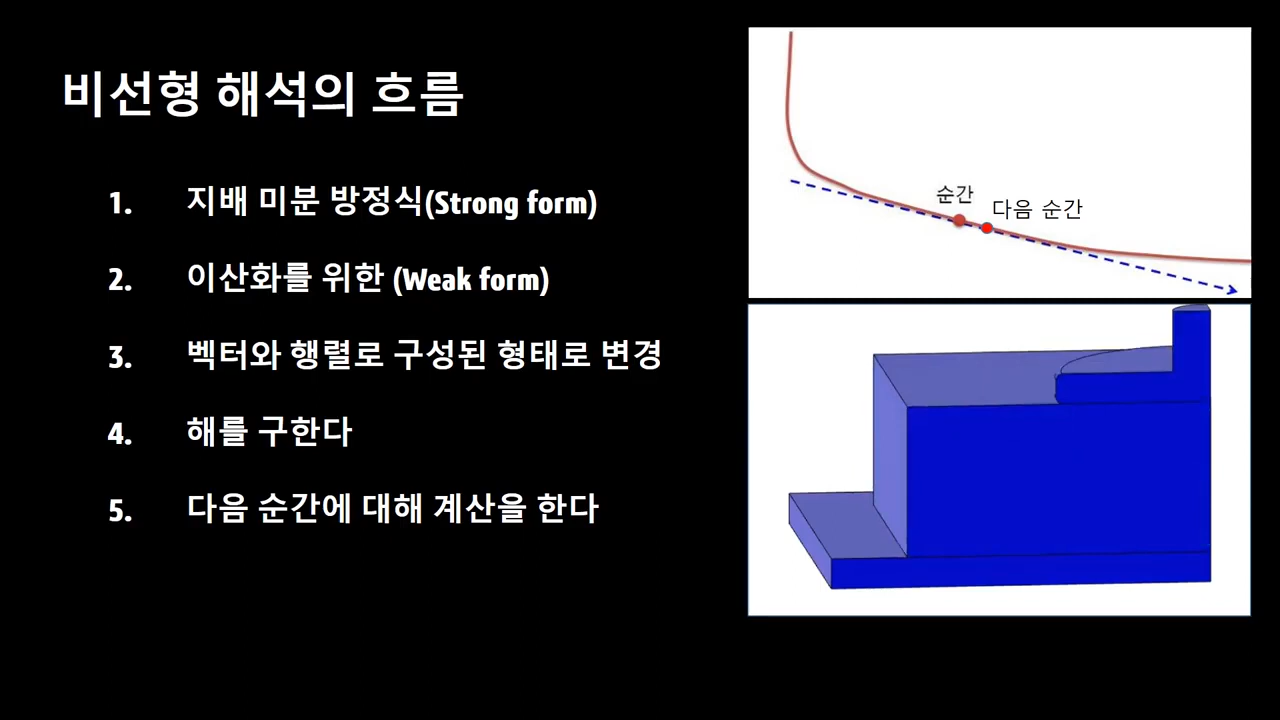 비선형 해석의 흐름
1. 지배 미분 방정식(Strong form)
2. 이산화를 위한 (Weak form)
3. 벡터와 행렬로 구성된 형태로 변경
4. 해를 구한다
5. 다음 순간에 대해 계산을 한다
순간
다음 순간